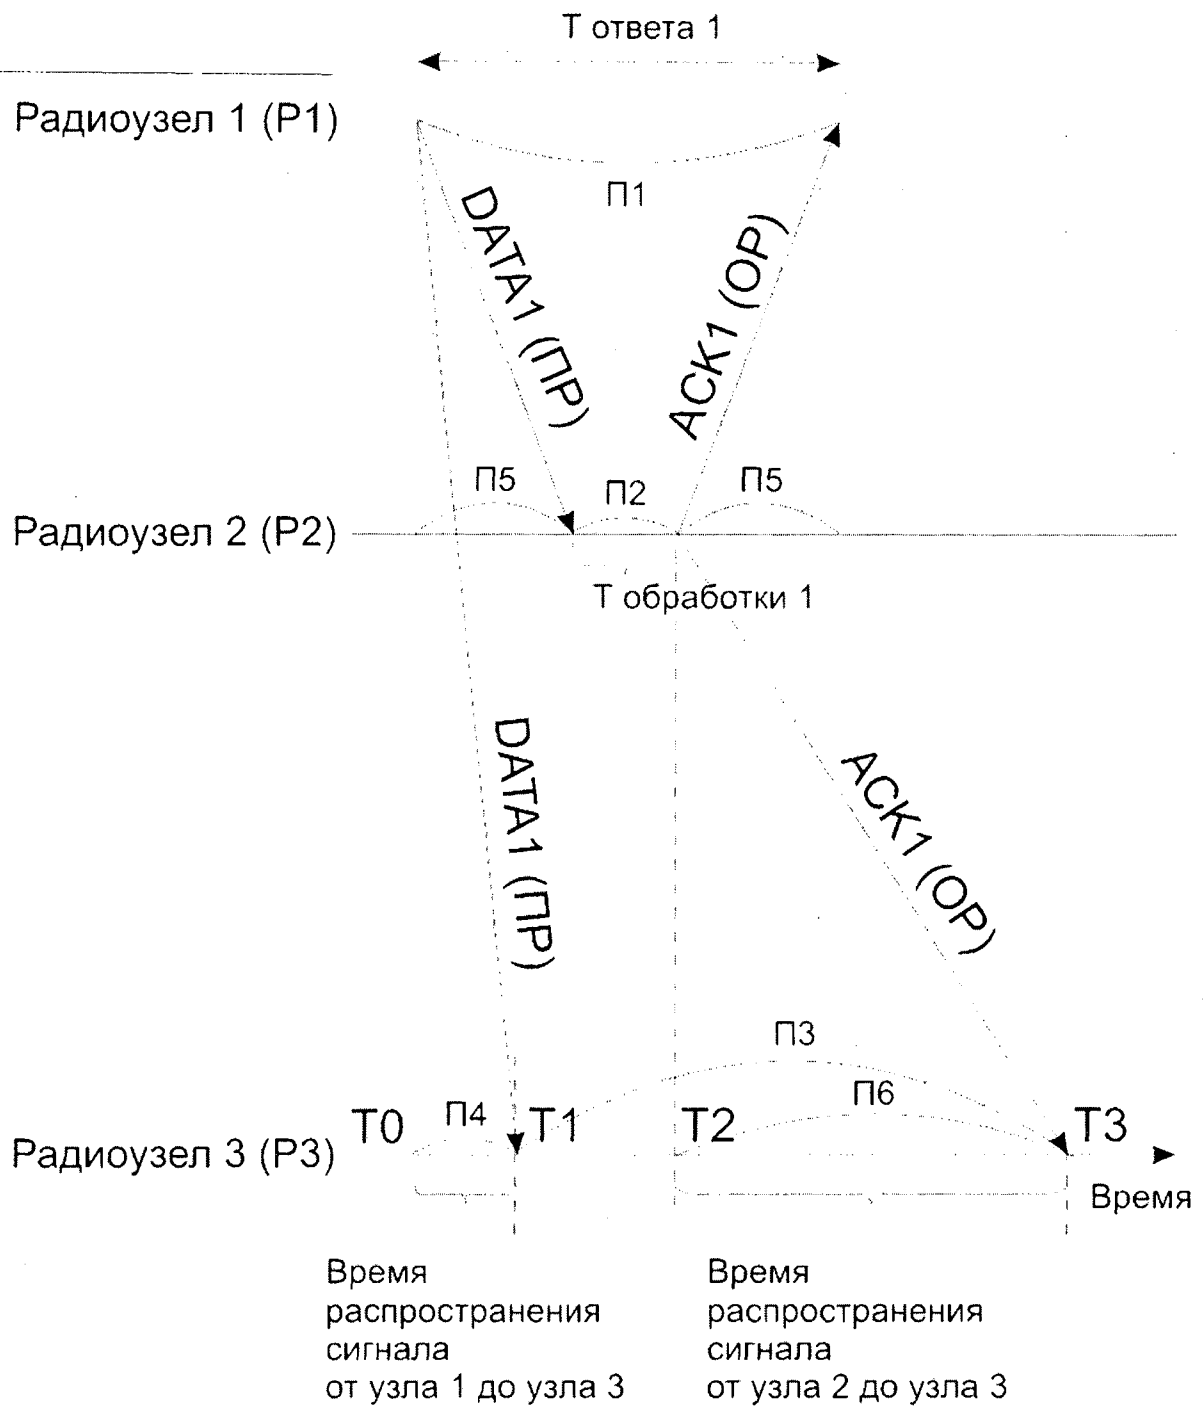 Т ответа 1
Радиоузел 1 (Р1)
П1
DATA1 (ПР)
ACK1 (ОР)
П5
П2
П5
Радиоузел 2 (Р2)
Т обработки 1
DATA1 (ПР)
ACK1 (ОР)
П3
П6
Т0
П4
Т1
Т2
Т3
Радиоузел 3 (Р3)
Время
Время
распространения
сигнала
от узла 1 до узла 3
Время
распространения
сигнала
от узла 2 до узла 3